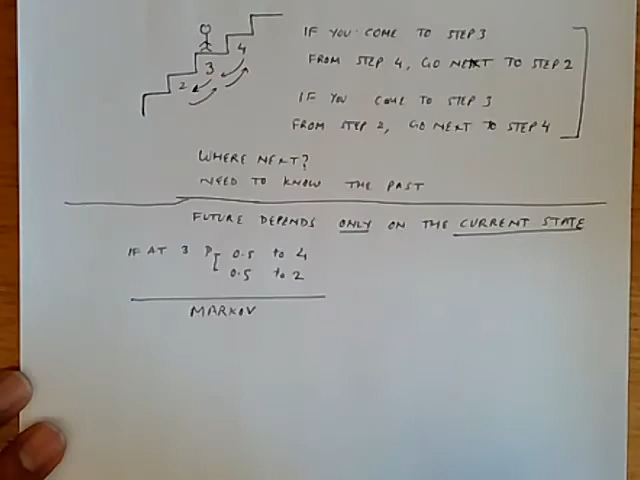 IF YOU COME TO STEP 3
FROM STEP 4, GO NEXT TO STEP 2
IF YOU COME TO STEP 3
FROM STEP 2, GO NEXT TO STEP 4
4
3
2
WHERE NEXT?
NEED TO KNOW THE PAST
FUTURE DEPENDS ONLY ON THE CURRENT STATE
IF AT 3 P 0.5 to 4
0.5 to 2
MARKOV